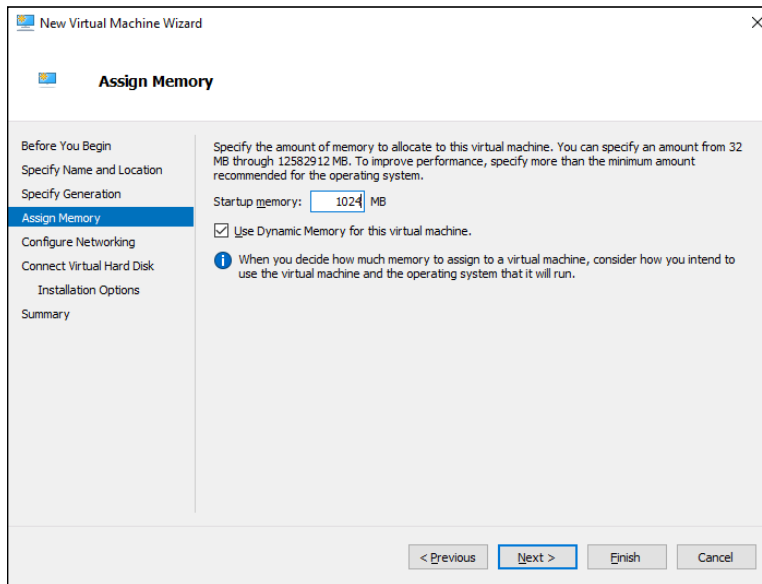 New Virtual Machine Wizard
Assign Memory
Before You Begin
Specify Name and Location
Specify Generation
Assign Memory
Configure Networking
Connect Virtual Hard Disk
Installation Options
Summary
Specify the amount of memory to allocate to this virtual machine. You can specify an amount from 32
MB through 12582912 MB. To improve performance, specify more than the minimum amount
recommended for the operating system.
Startup memory: 1024 MB
Use Dynamic Memory for this virtual machine.
When you decide how much memory to assign to a virtual machine, consider how you intend to
use the virtual machine and the operating system that it will run.
< Previous Next > Finish Cancel